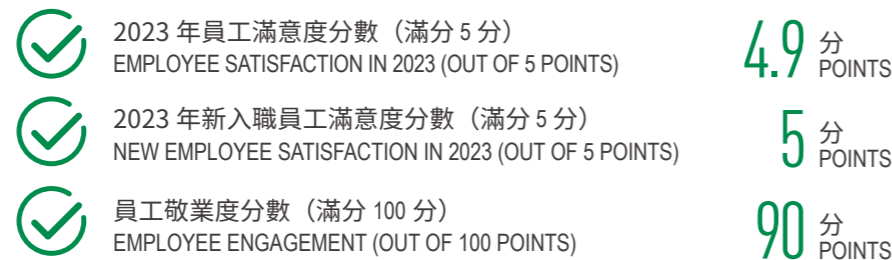 2023 年員工滿意度分數（滿分 5 分）
EMPLOYEE SATISFACTION IN 2023 (OUT OF 5 POINTS)
4.9 分
POINTS
2023 年新入職員工滿意度分數（滿分 5 分）
NEW EMPLOYEE SATISFACTION IN 2023 (OUT OF 5 POINTS)
5 分
POINTS
員工敬業度分數（滿分 100 分）
EMPLOYEE ENGAGEMENT (OUT OF 100 POINTS)
90 分
POINTS